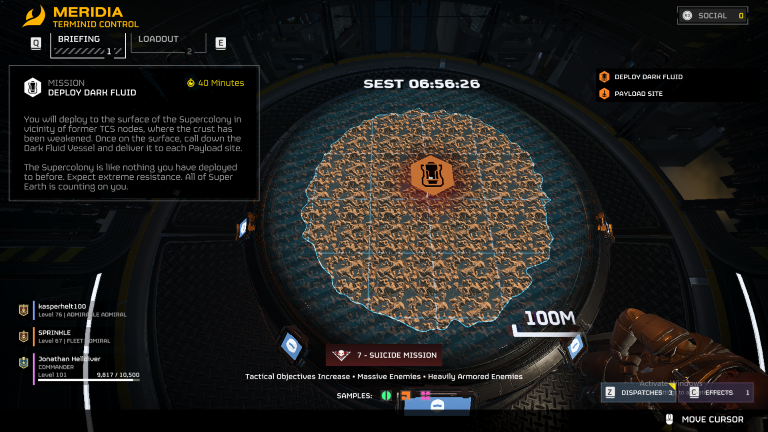 MERIDIA
TERMINID CONTROL
SOCIAL 0
Q BRIEFING 1 LOADOUT 2 E
MISSION
DEPLOY DARK FLUID
40 Minutes
You will deploy to the surface of the Supercolony in
vicinity of former TCS nodes, where the crust has
been weakened. Once on the surface, call down the
Dark Fluid Vessel and deliver it to each Payload site.
The Supercolony is like nothing you have deployed
to before. Expect extreme resistance. All of Super
Earth is counting on you.
SEST 06:56:26
DEPLOY DARK FLUID
PAYLOAD SITE
100M
kasperhelt100
Level 76 | ADMIRABLE ADMIRAL
SPRINKLE
Level 67 | FLEET ADMIRAL
Jonathan Helldiver
COMMANDER
Level 101 9,817 / 10,500
7 - SUICIDE MISSION
Tactical Objectives Increase • Massive Enemies • Heavily Armored Enemies
SAMPLES:
Activate Windows
Z DISPATCHES 3 C EFFECTS 1
MOVE CURSOR